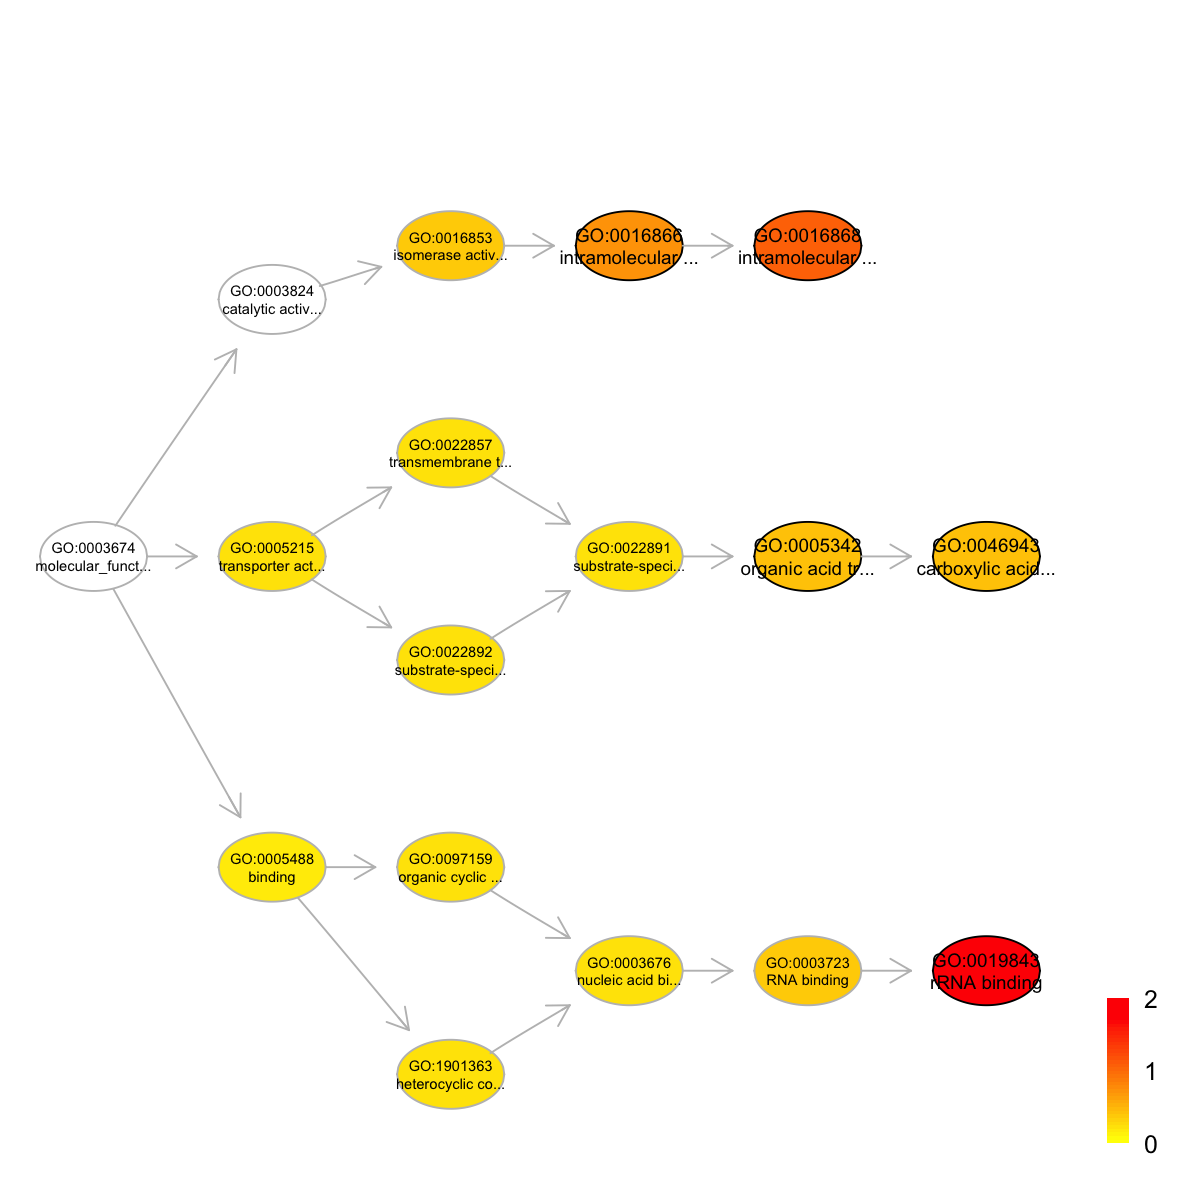 GO:0016853
isomerase activ...
GO:0016866
intramolecular ...
GO:0016868
intramolecular ...
GO:0003824
catalytic activ...
GO:0022857
transmembrane t...
GO:0003674
molecular_funct...
GO:0005215
transporter act...
GO:0022891
substrate-speci...
GO:0005342
organic acid tr...
GO:0046943
carboxylic acid...
GO:0022892
substrate-speci...
GO:0005488
binding
GO:0097159
organic cyclic ...
GO:0003676
nucleic acid bi...
GO:0003723
RNA binding
GO:0019843
rRNA binding
GO:1901363
heterocyclic co...
2
1
0